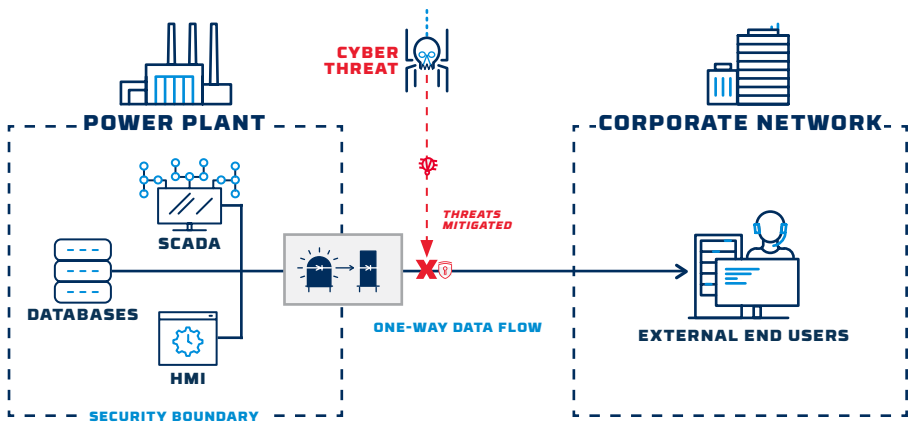 CYBER
THREAT
POWER PLANT
CORPORATE NETWORK
THREATS
MITIGATED
SCADA
DATABASES
ONE-WAY DATA FLOW
EXTERNAL END USERS
HMI
SECURITY BOUNDARY